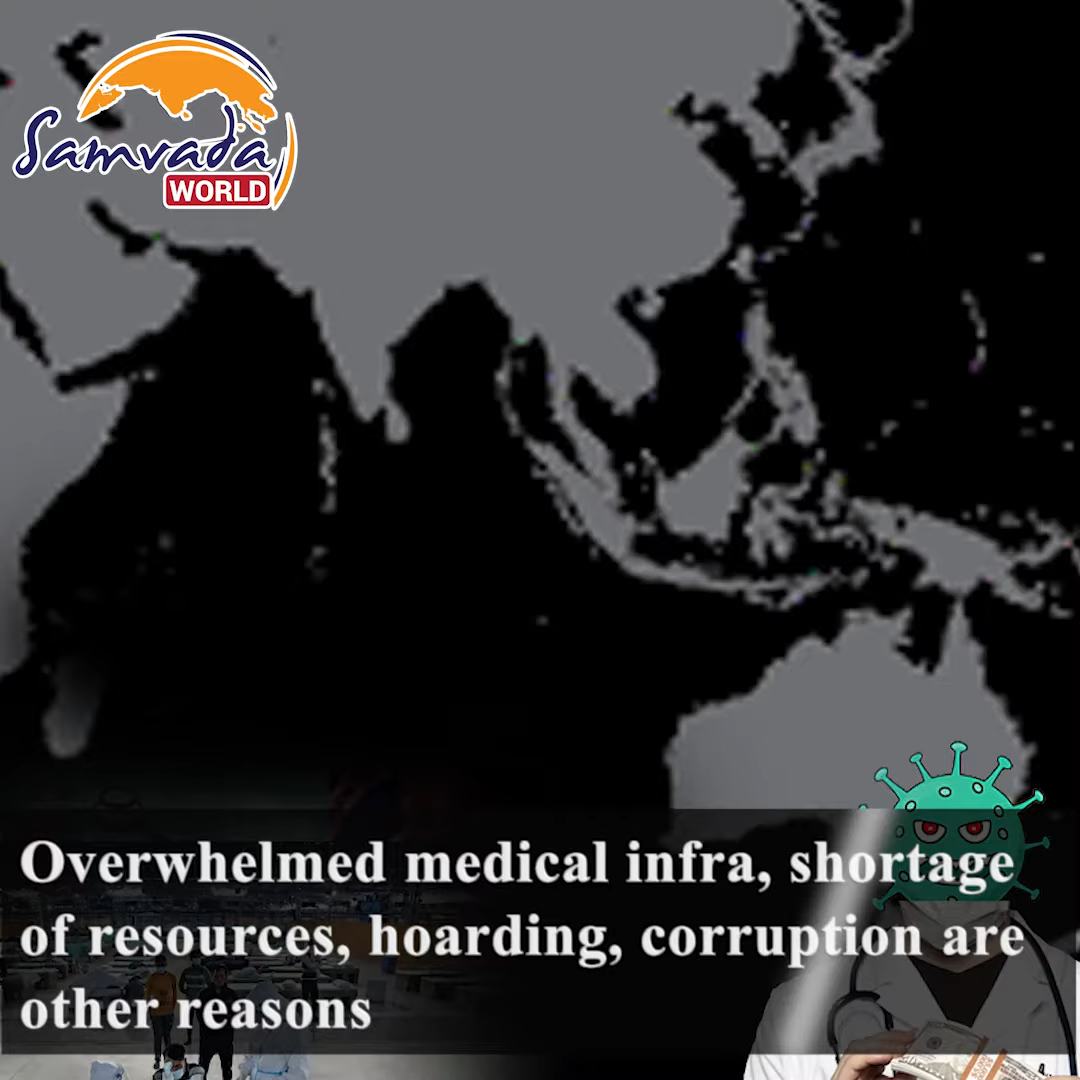 Samvada
WORLD
Overwhelmed medical infra, shortage
of resources, hoarding, corruption are
other reasons